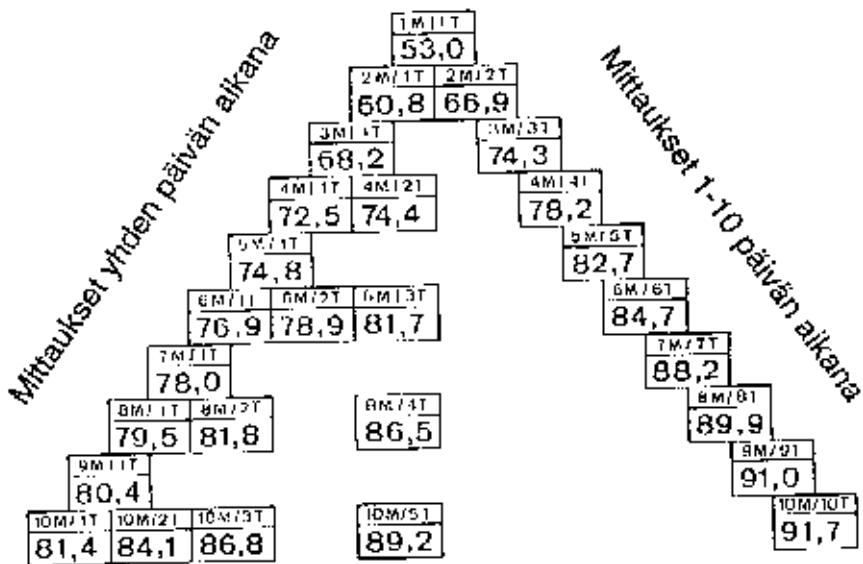 Mittaukset yhden päivän aikana
Mittaukset 1-10 päivän aikana
1M/1T
53,0
2M/1T 2M/2T
60,8 66,9
3M/1T 3M/3T
68,2 74,3
4M/1T 4M/2T 4M/4T
72,5 74,4 78,2
5M/1T 5M/5T
74,8 82,7
6M/1T 6M/2T 6M/3T 6M/6T
76,9 78,9 81,7 84,7
7M/1T 7M/7T
78,0 88,2
8M/1T 8M/2T 8M/4T 8M/8T
79,5 81,8 86,5 89,9
9M/1T 9M/9T
80,4 91,0
10M/1T 10M/2T 10M/3T 10M/5T 10M/10T
81,4 84,1 86,8 89,2 91,7